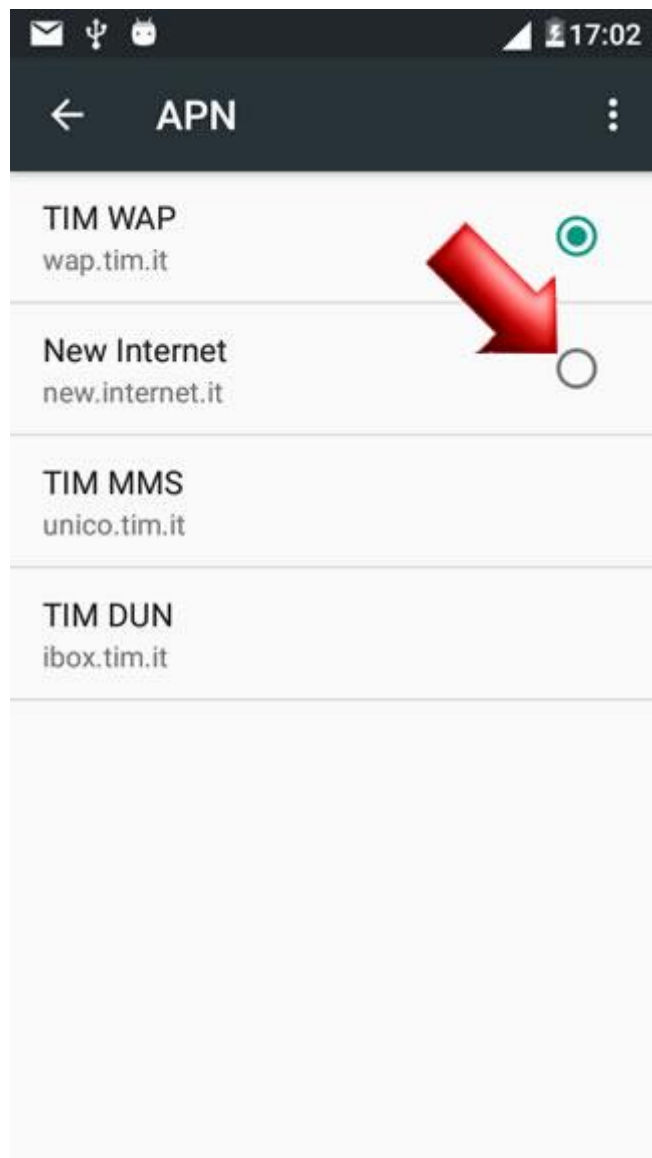 17:02
APN
TIM WAP
wap.tim.it
New Internet
new.internet.it
TIM MMS
unico.tim.it
TIM DUN
ibox.tim.it